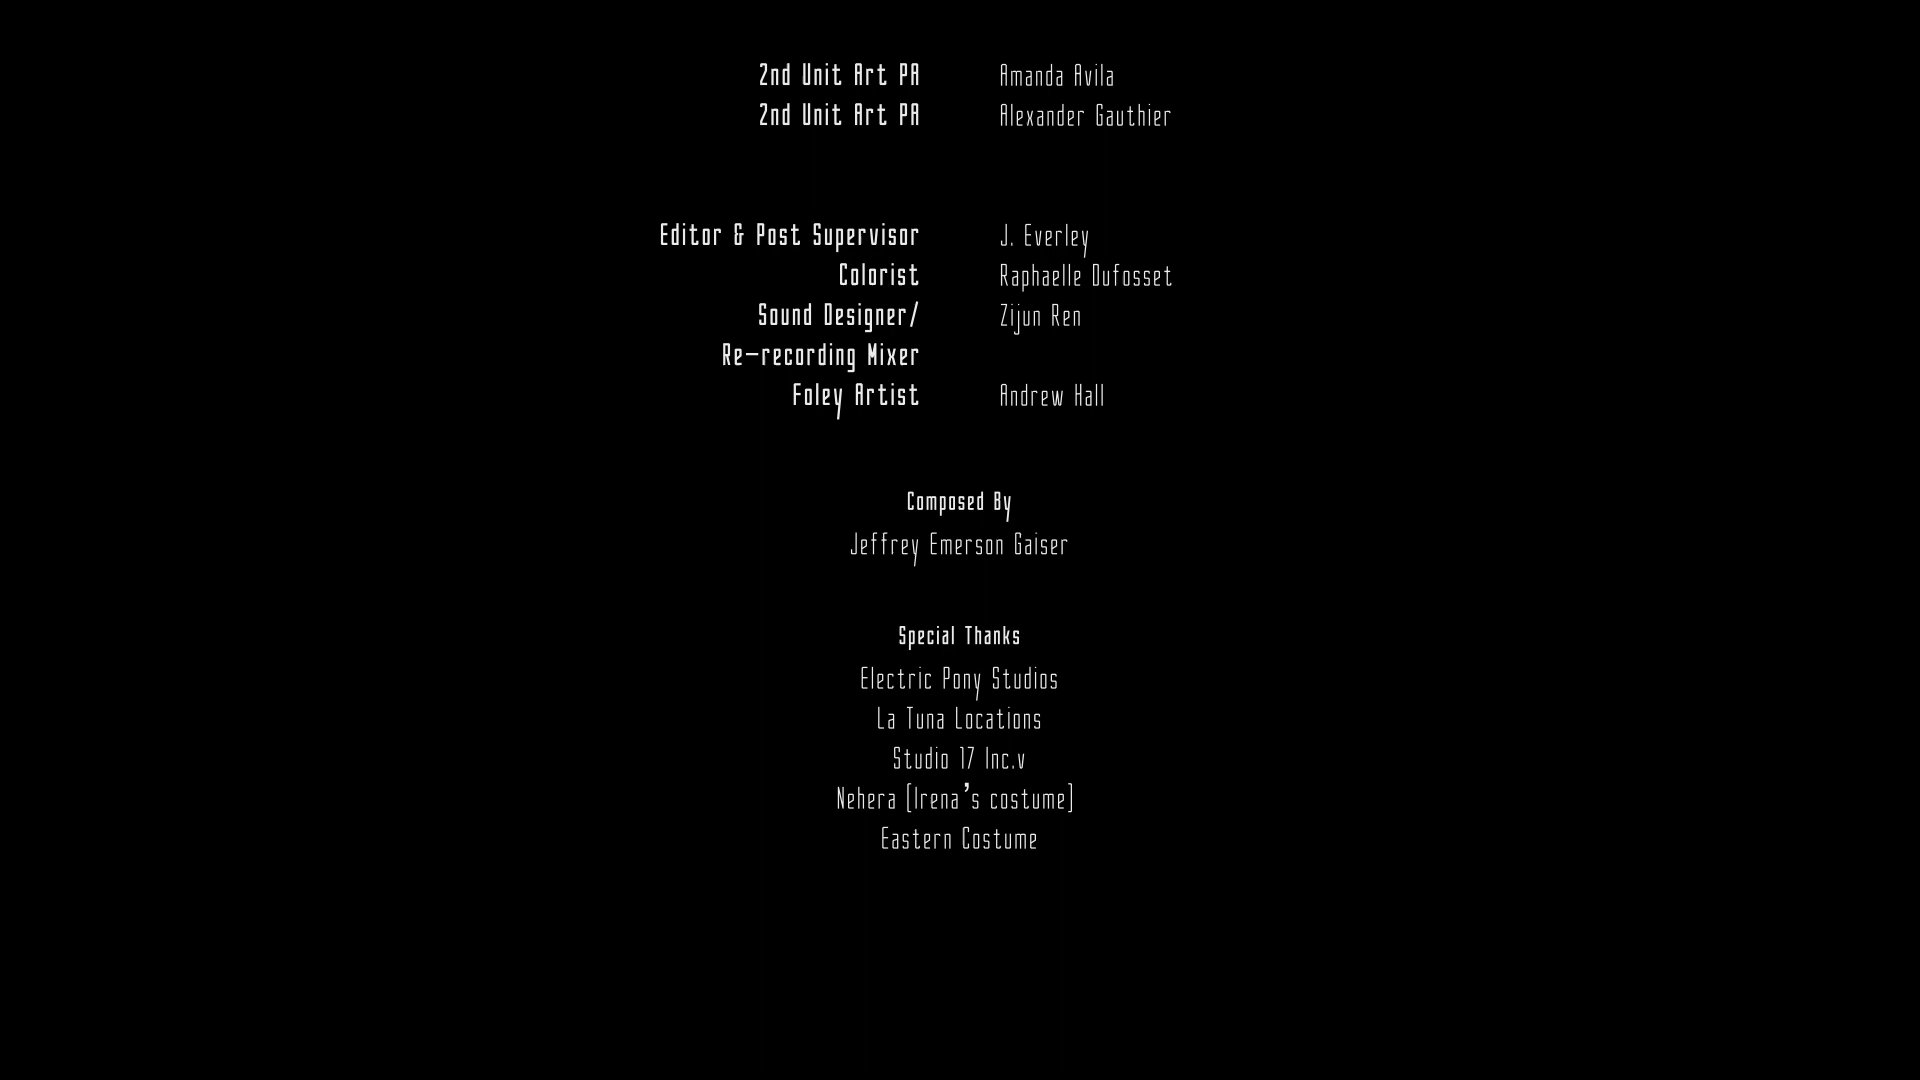 2nd Unit Art PA Amanda Avila
2nd Unit Art PA Alexander Gauthier
Editor & Post Supervisor J. Everley
Colorist Raphaelle Dufosset
Sound Designer/ Zijun Ren
Re-recording Mixer
Foley Artist Andrew Hall
Composed By
Jeffrey Emerson Gaiser
Special Thanks
Electric Pony Studios
La Tuna Locations
Studio 17 Inc.v
Nehera (Irena’s costume)
Eastern Costume